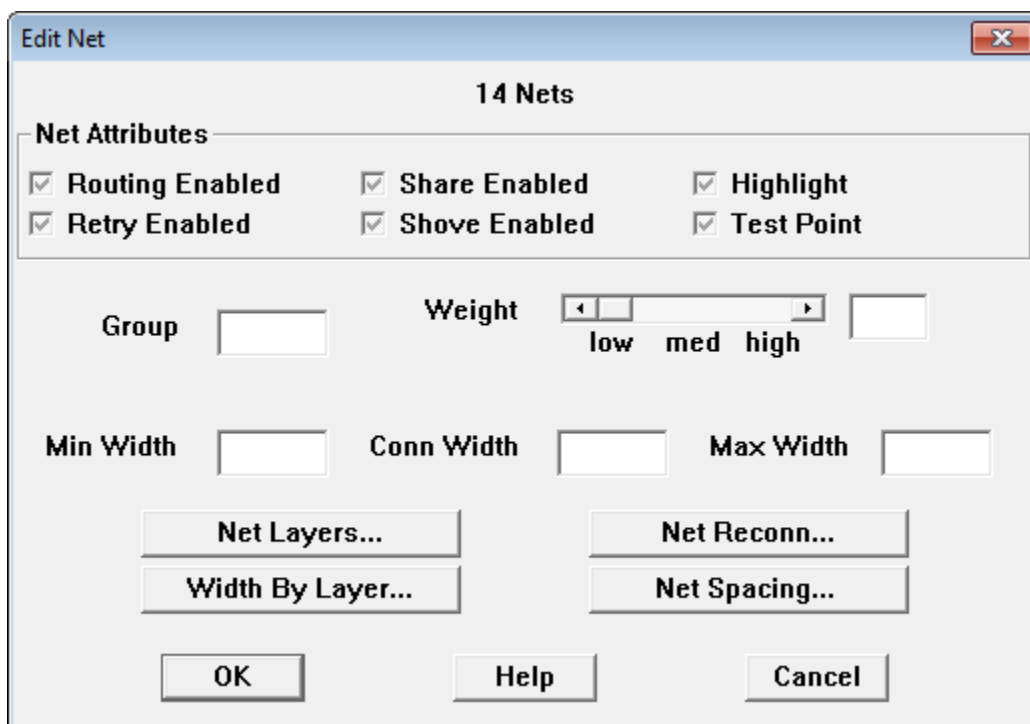 Edit Net
14 Nets
Net Attributes
Routing Enabled Share Enabled Highlight
Retry Enabled Shove Enabled Test Point
Group Weight
low med high
Min Width Conn Width Max Width
Net Layers... Net Reconn...
Width By Layer... Net Spacing...
OK Help Cancel